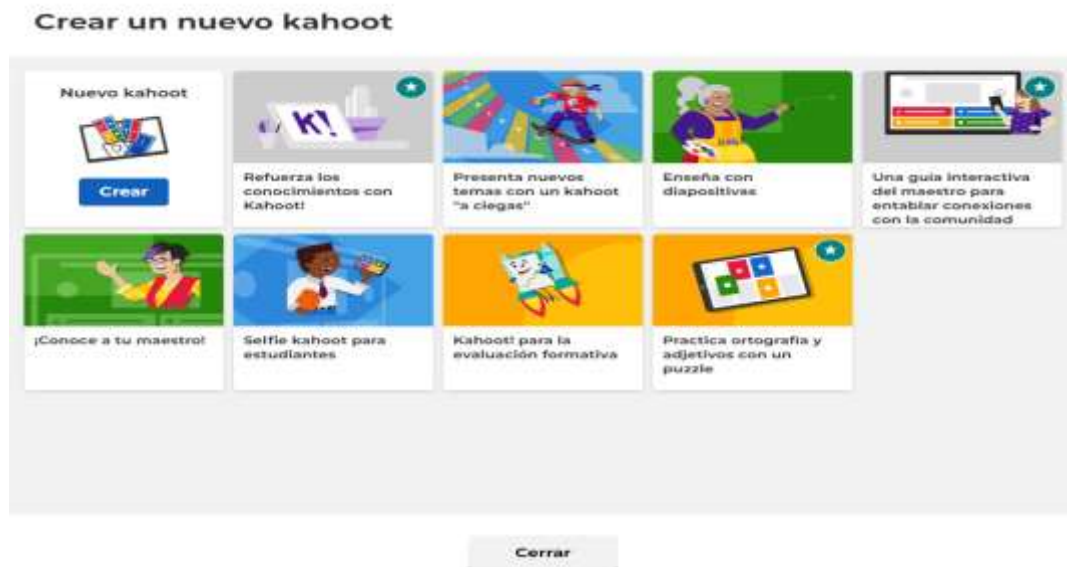 Crear un nuevo kahoot
Nuevo kahoot
Crear
K!
Refuerza los
conocimientos con
Kahoot!
Presenta nuevos
temas con un kahoot
"a ciegas"
Enseña con
diapositivas
Una guía interactiva
del maestro para
entablar conexiones
con la comunidad
¡Conoce a tu maestro!
Selfie kahoot para
estudiantes
Kahoot! para la
evaluación formativa
Practica ortografía y
adjetivos con un
puzzle
Cerrar